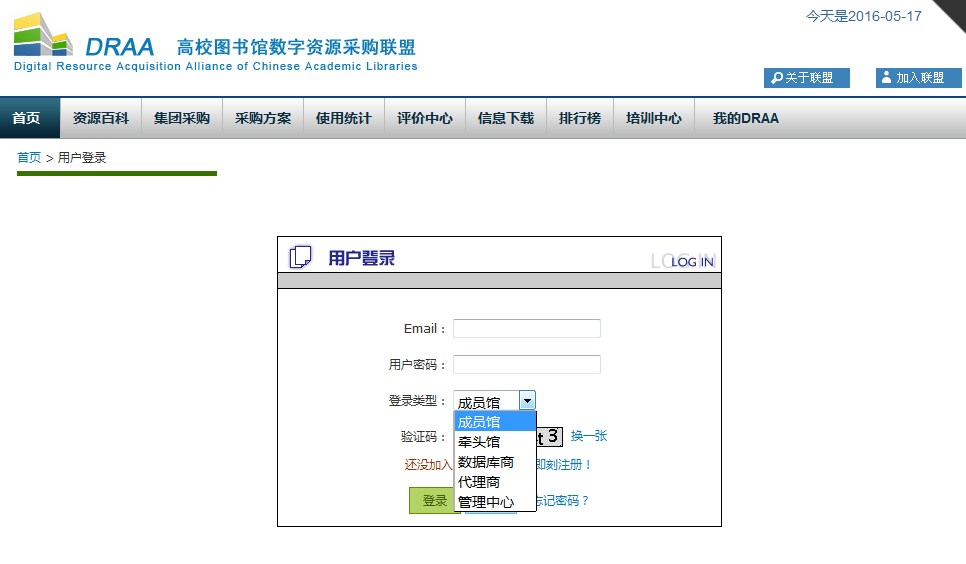 今天是2016-05-17
DRAA 高校图书馆数字资源采购联盟
Digital Resource Acquisition Alliance of Chinese Academic Libraries
关于联盟 加入联盟
首页 资源百科 集团采购 采购方案 使用统计 评价中心 信息下载 排行榜 培训中心 我的DRAA
首页 > 用户登录
用户登录 LOG IN LOG IN
Email：
用户密码：
登录类型： 成员馆
成员馆
验证码： t 3 换一张
牵头馆
还没加入 即刻注册！
数据库商
代理商
登录 忘记密码？
管理中心